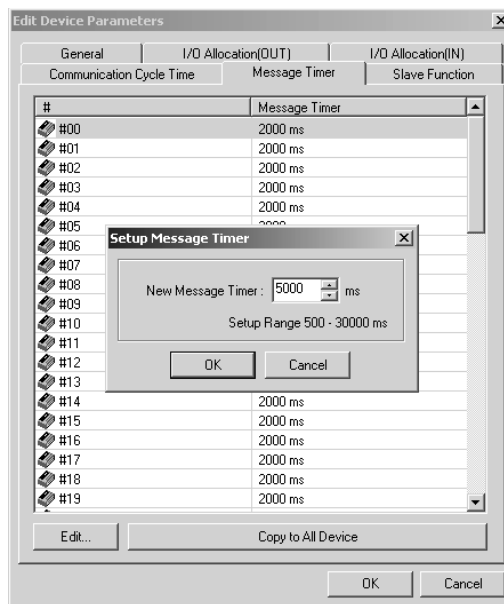 Edit Device Parameters
General I/O Allocation(OUT) I/O Allocation(IN)
Communication Cycle Time Message Timer Slave Function
# Message Timer
#00 2000 ms
#01 2000 ms
#02 2000 ms
#03 2000 ms
#04 2000 ms
#05
Setup Message Timer
#06
#07
#08 New Message Timer : 5000 ms
#09
#10 Setup Range 500 - 30000 ms
#11
#12 OK Cancel
#13
#14 2000 ms
#15 2000 ms
#16 2000 ms
#17 2000 ms
#18 2000 ms
#19 2000 ms
Edit... Copy to All Device
OK Cancel